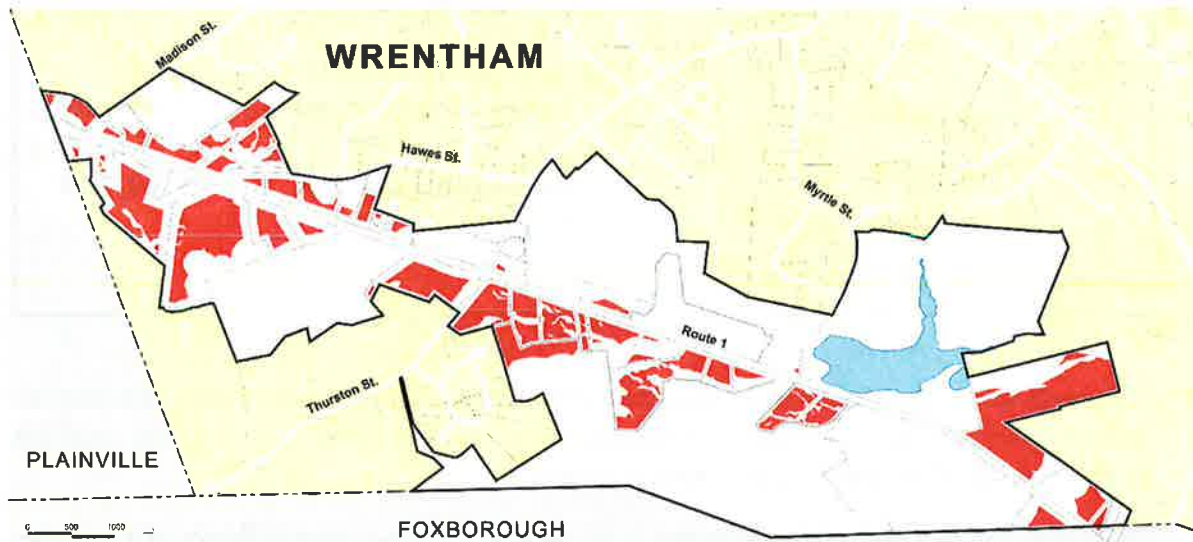 Madison St.
WRENTHAM
Hawes St.
Myrtle St.
Route 1
Thurston St.
PLAINVILLE
0 500 1000
FOXBOROUGH